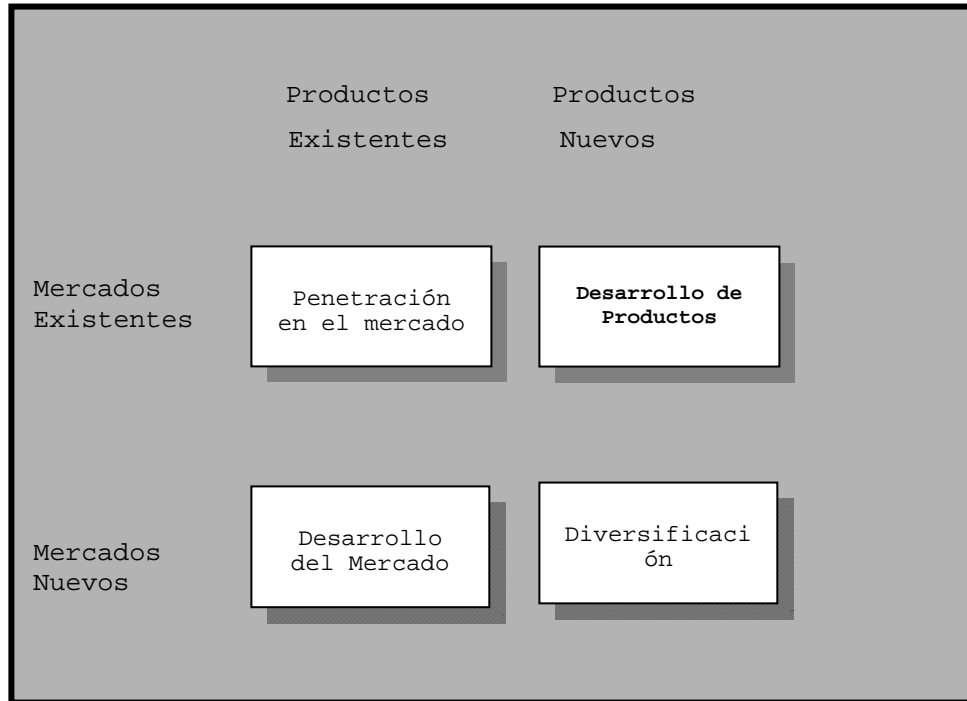 Productos Productos
Existentes Nuevos
Mercados
Existentes
Penetración
en el mercado
Desarrollo de
Productos
Mercados
Nuevos
Desarrollo
del Mercado
Diversificaci
ón